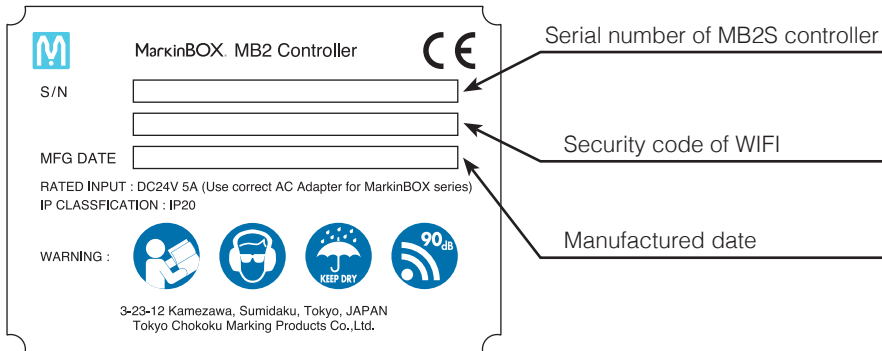 MarkinBOX. MB2 Controller
CE
Serial number of MB2S controller
S/N
Security code of WIFI
MFG DATE
RATED INPUT : DC24V 5A (Use correct AC Adapter for MarkinBOX series)
IP CLASSFICATION : IP20
Manufactured date
WARNING :
KEEP DRY
90dB
3-23-12 Kamezawa, Sumidaku, Tokyo, JAPAN
Tokyo Chokoku Marking Products Co.,Ltd.